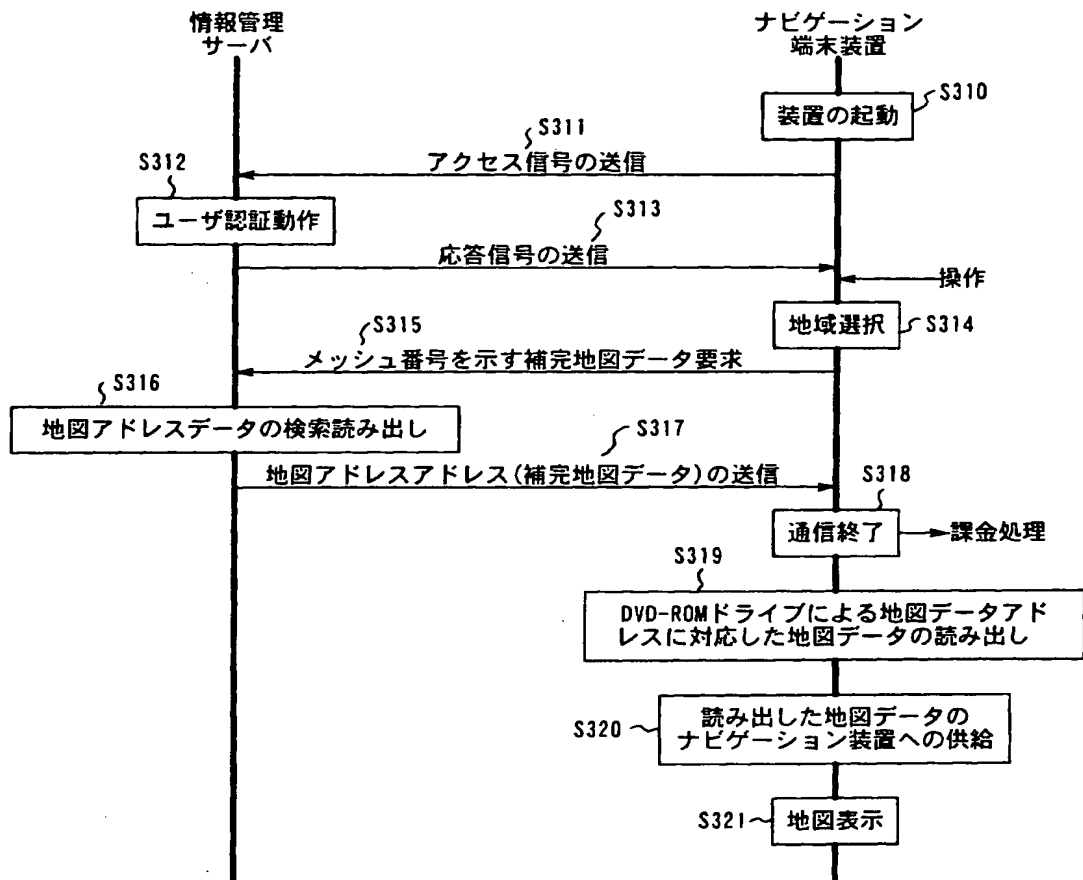 情報管理
サーバ
ナビゲーション
端末装置
S310
装置の起動
S311
アクセス信号の送信
S312
ユーザ認証動作
S313
応答信号の送信
操作
地域選択
S314
S315
メッシュ番号を示す補完地図データ要求
S316
地図アドレスデータの検索読み出し
S317
地図アドレスアドレス(補完地図データ)の送信
S318
通信終了
課金処理
S319
DVD-ROMドライブによる地図データアド
レスに対応した地図データの読み出し
S320
読み出した地図データの
ナビゲーション装置への供給
S321
地図表示